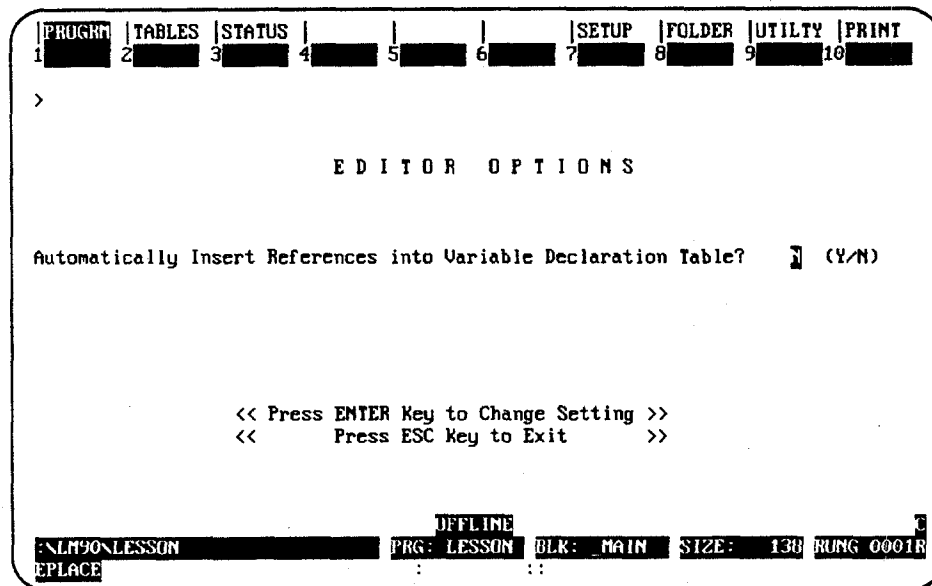 |PROGRM |TABLES |STATUS | | | |SETUP |FOLDER |UTILTY |PRINT
1 2 3 4 5 6 7 8 9 10
>
E D I T O R O P T I O N S
Automatically Insert References into Variable Declaration Table? N (Y/N)
<< Press ENTER Key to Change Setting >>
<< Press ESC Key to Exit >>
OFFLINE C
:\LM90\LESSON PRG: LESSON BLK: _MAIN SIZE: 138 RUNG 0001R
EPLACE : ::